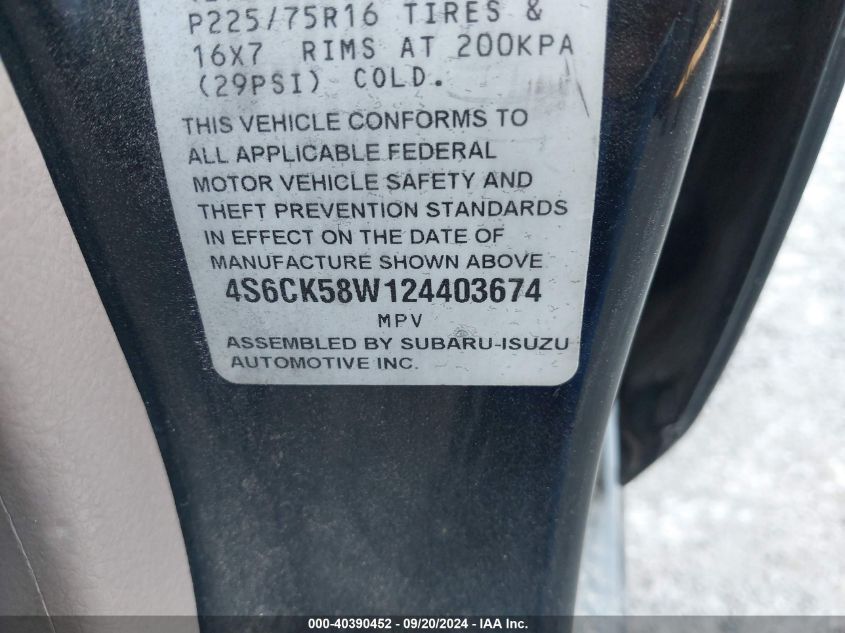 P225/75R16 TIRES &
16X7 RIMS AT 200KPA
(29PSI) COLD.
THIS VEHICLE CONFORMS TO
ALL APPLICABLE FEDERAL
MOTOR VEHICLE SAFETY AND
THEFT PREVENTION STANDARDS
IN EFFECT ON THE DATE OF
MANUFACTURE SHOWN ABOVE
4S6CK58W124403674
MPV
ASSEMBLED BY SUBARU-ISUZU
AUTOMOTIVE INC.
000-40390452 - 09/20/2024 - IAA Inc.